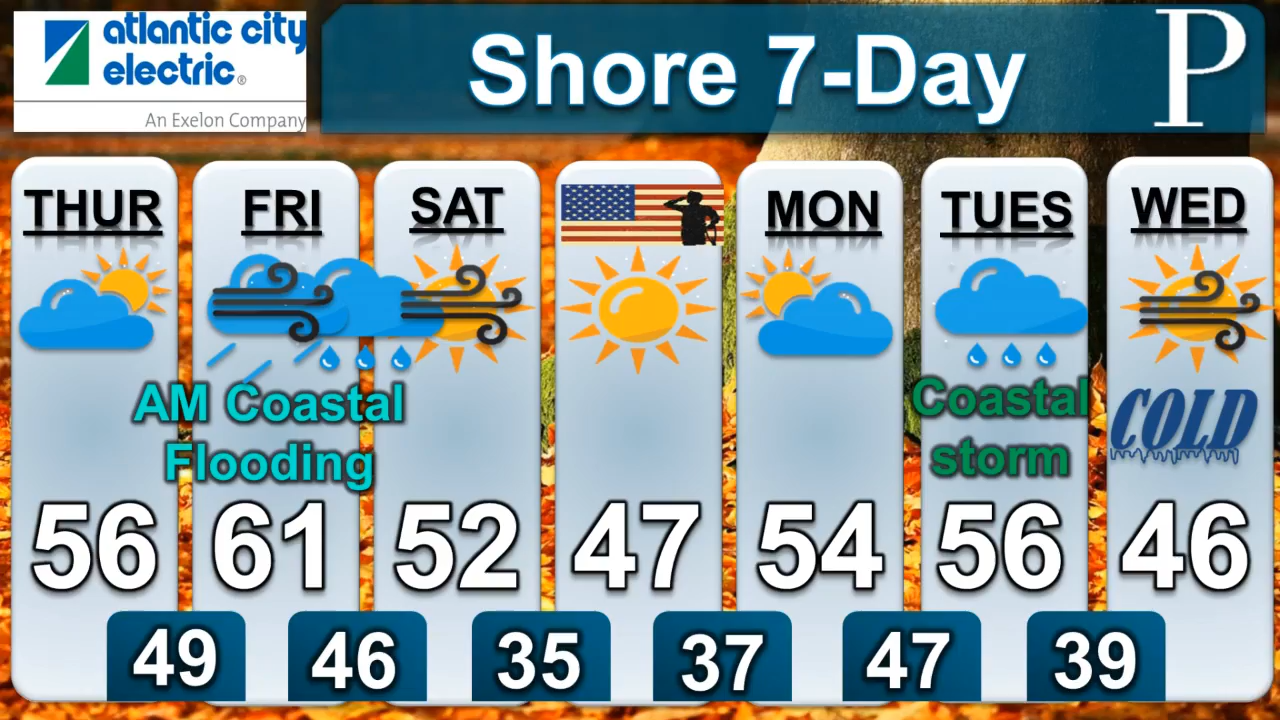 atlantic city
electric®
An Exelon Company
Shore 7-Day
P
THUR
FRI
SAT
MON
TUES
WED
AM Coastal
Flooding
Coastal
storm
COLD
56
61
52
47
54
56
46
49
46
35
37
47
39